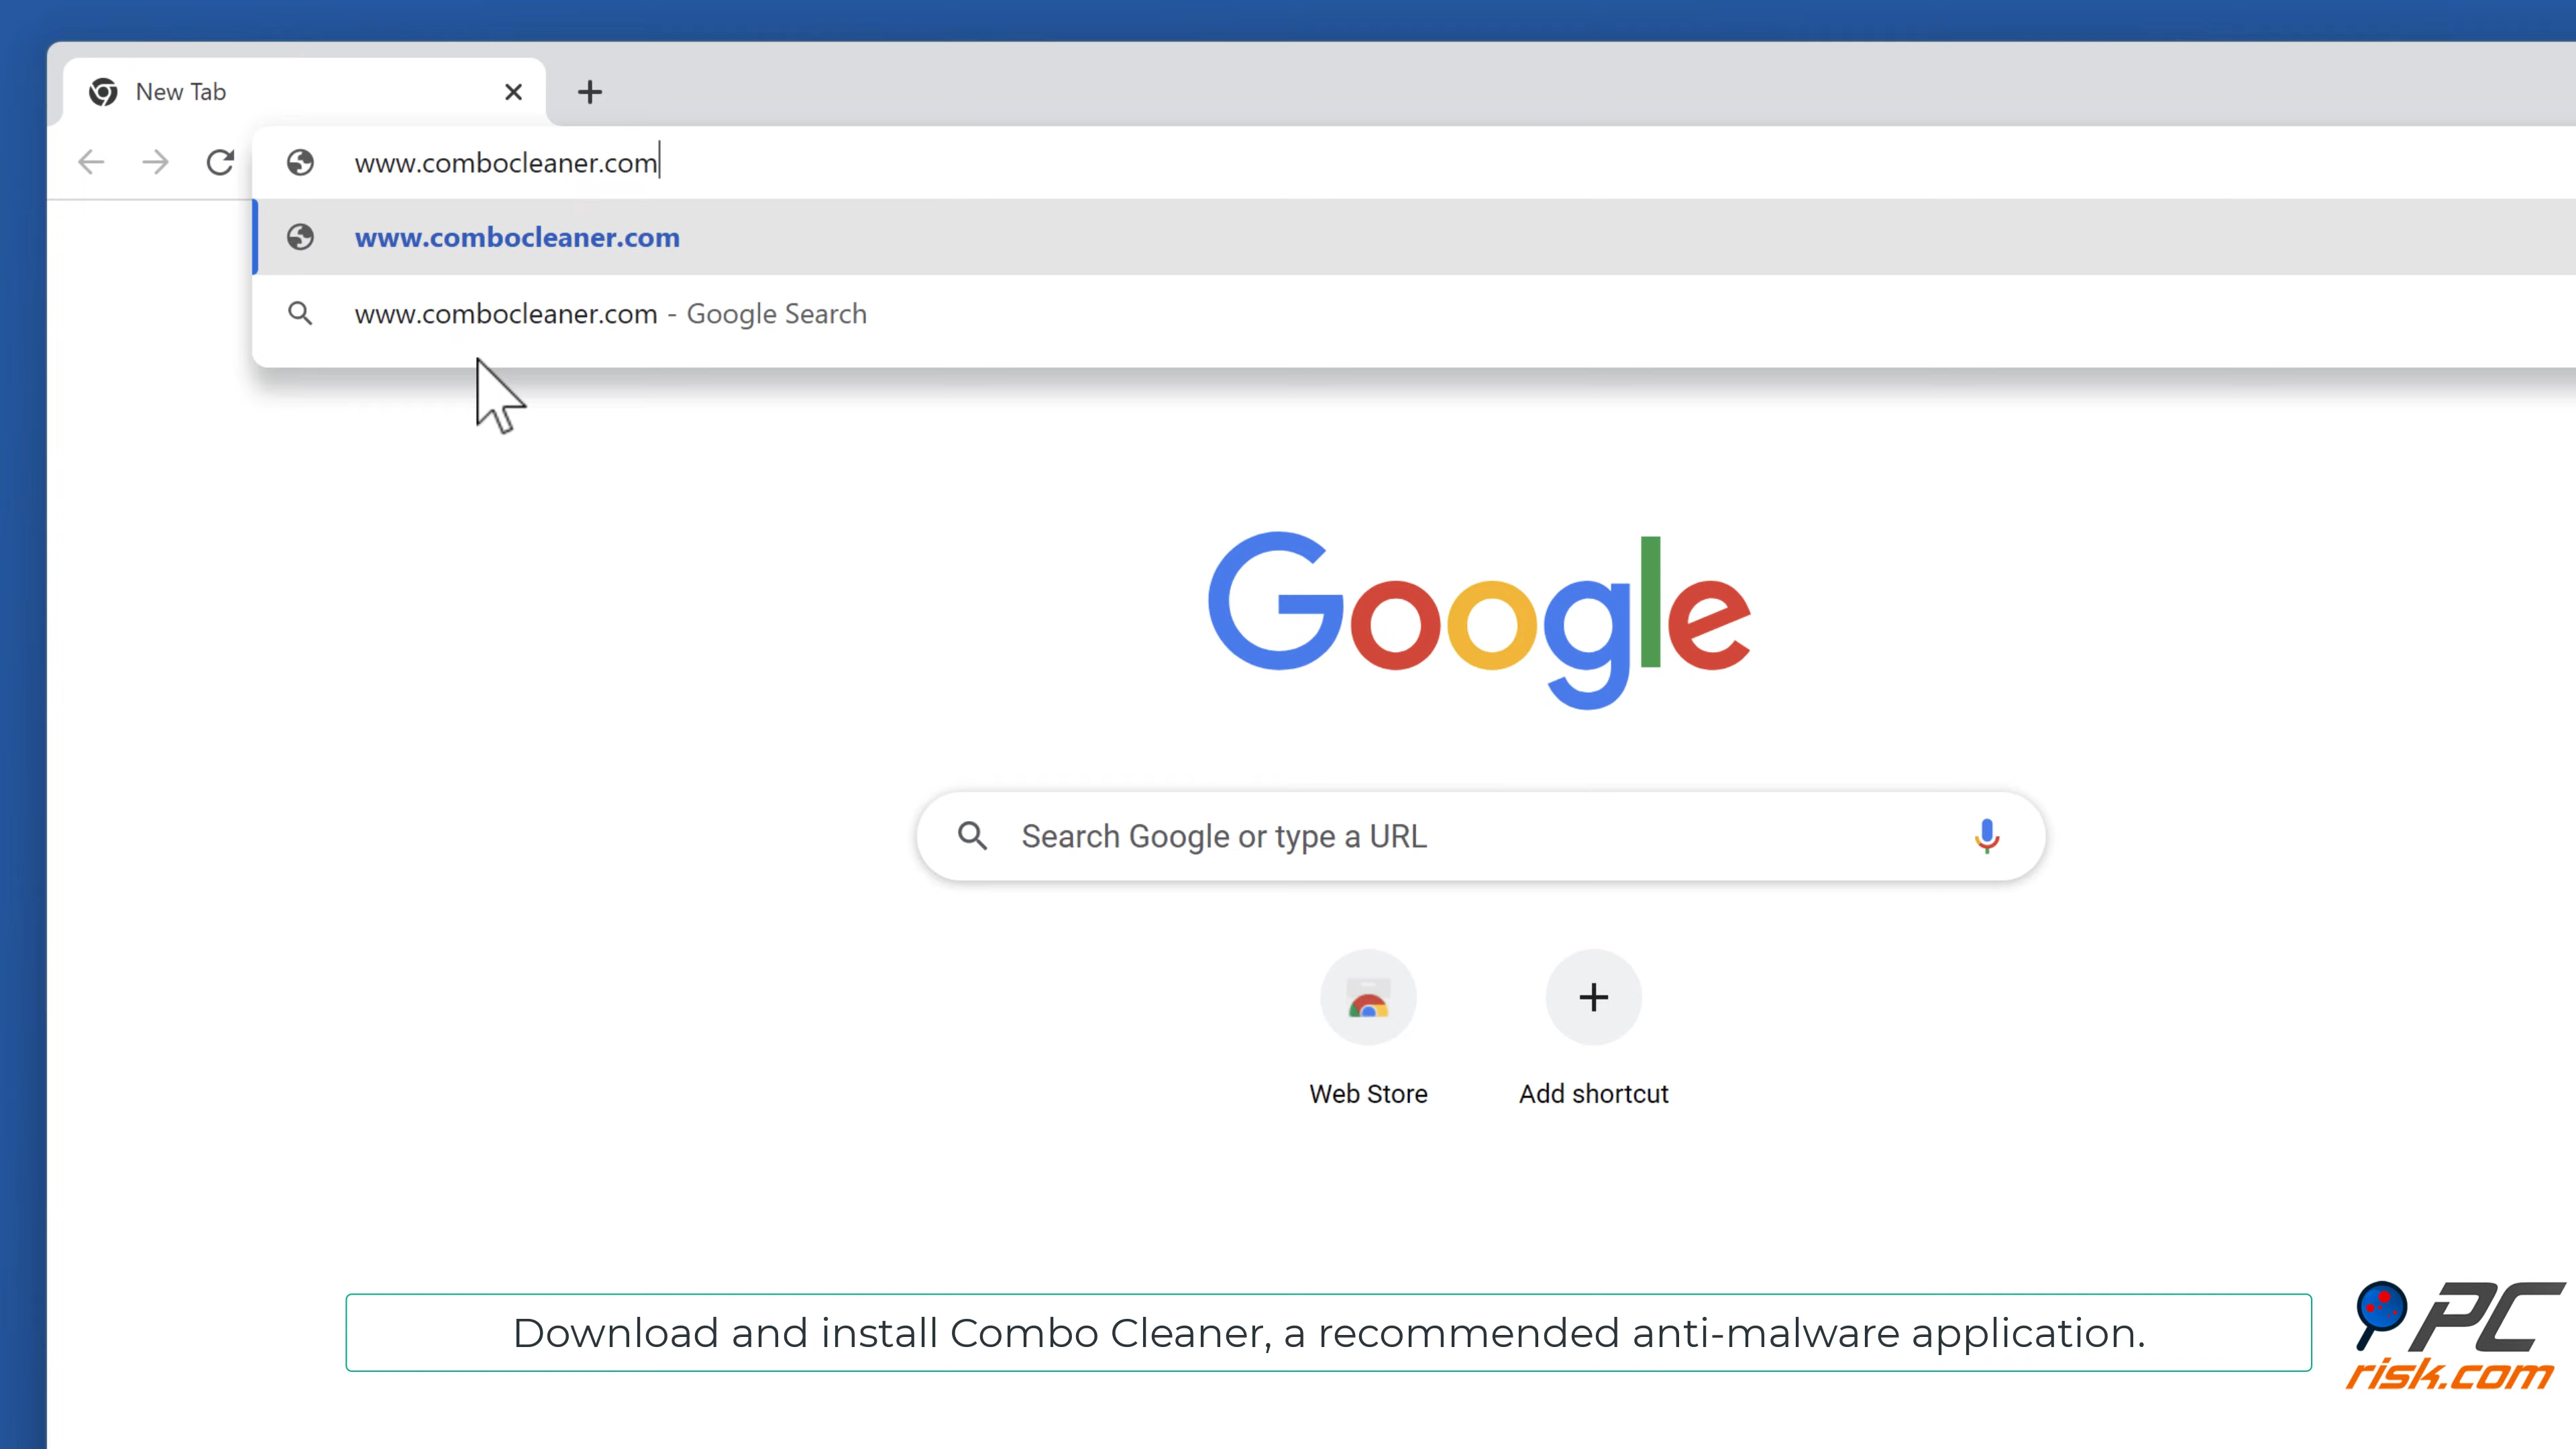 New Tab
www.combocleaner.com
www.combocleaner.com
www.combocleaner.com - Google Search
Google
Search Google or type a URL
Web Store
Add shortcut
Download and install Combo Cleaner, a recommended anti-malware application.
PC
risk.com